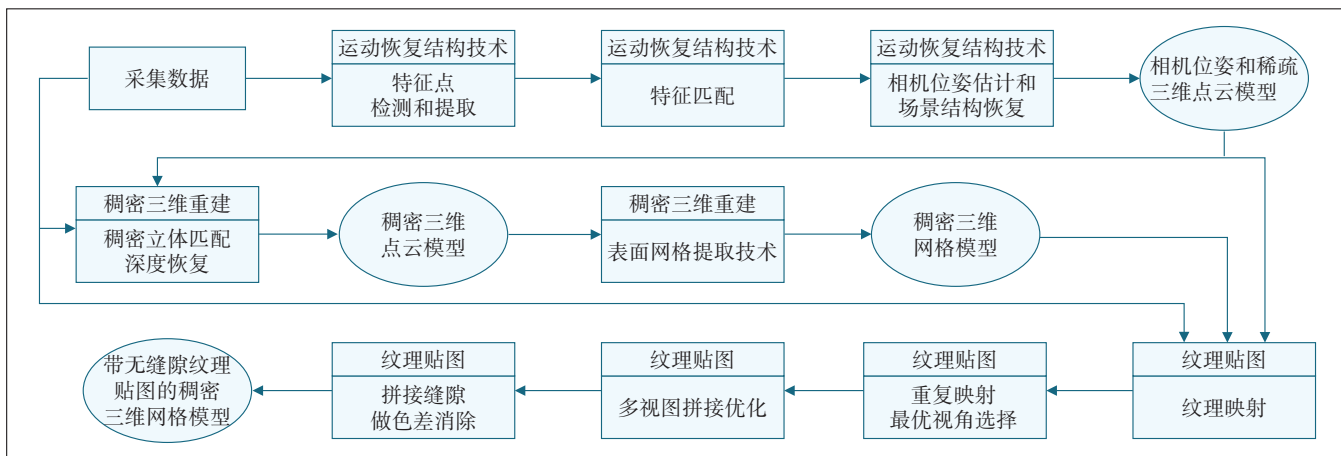 采集数据
运动恢复结构技术
特征点
检测和提取
运动恢复结构技术
特征匹配
运动恢复结构技术
相机位姿估计和
场景结构恢复
相机位姿和稀疏
三维点云模型
稠密三维重建
稠密立体匹配
深度恢复
稠密三维
点云模型
稠密三维重建
表面网格提取技术
稠密三维
网格模型
带无缝隙纹理
贴图的稠密
三维网格模型
纹理贴图
拼接缝隙
做色差消除
纹理贴图
多视图拼接优化
纹理贴图
重复映射
最优视角选择
纹理贴图
纹理映射